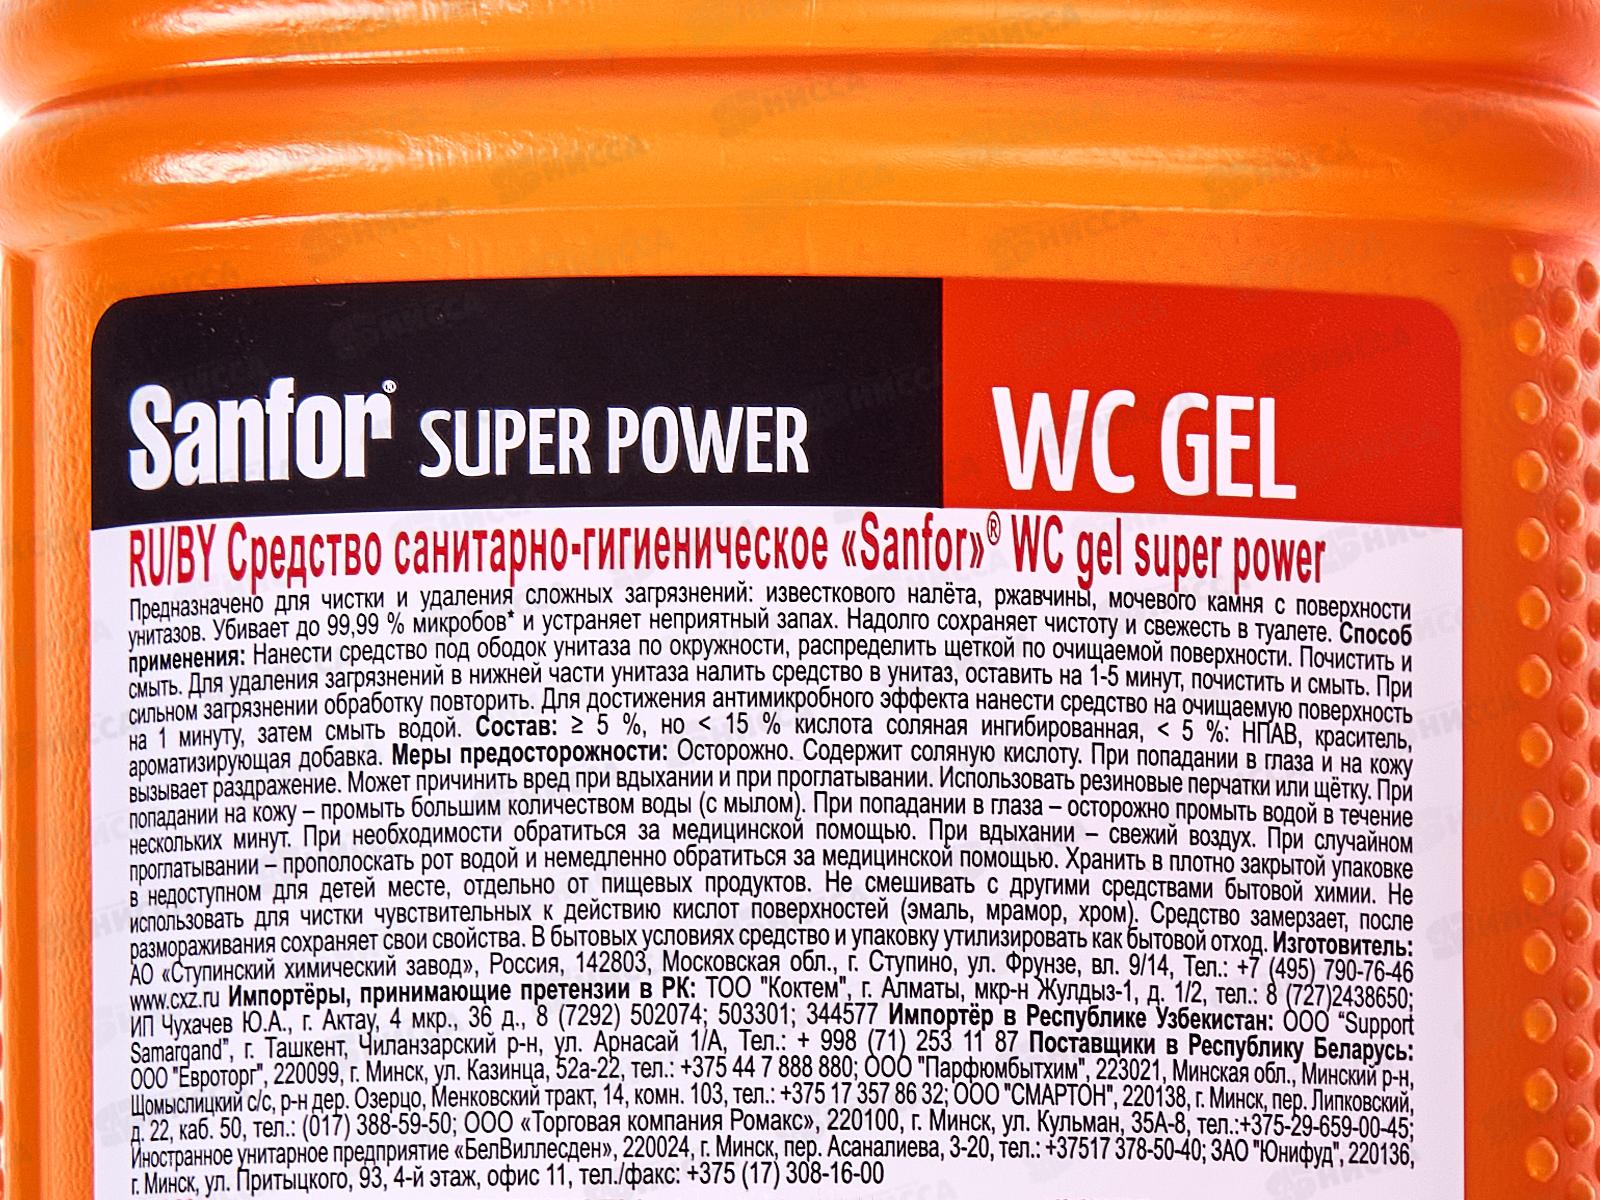 Sanfor® SUPER POWER
WC GEL
RU/BY Средство санитарно-гигиеническое «Sanfor»® WC gel super power
Предназначено для чистки и удаления сложных загрязнений: известкового налёта, ржавчины, мочевого камня с поверхности
унитазов. Убивает до 99,99 % микробов* и устраняет неприятный запах. Надолго сохраняет чистоту и свежесть в туалете. Способ
применения: Нанести средство под ободок унитаза по окружности, распределить щеткой по очищаемой поверхности. Почистить и
смыть. Для удаления загрязнений в нижней части унитаза налить средство в унитаз, оставить на 1-5 минут, почистить и смыть. При
сильном загрязнении обработку повторить. Для достижения антимикробного эффекта нанести средство на очищаемую поверхность
на 1 минуту, затем смыть водой. Состав: ≥ 5 %, но < 15 % кислота соляная ингибированная, < 5 %: НПАВ, краситель,
ароматизирующая добавка. Меры предосторожности: Осторожно. Содержит соляную кислоту. При попадании в глаза и на кожу
вызывает раздражение. Может причинить вред при вдыхании и при проглатывании. Использовать резиновые перчатки или щётку. При
попадании на кожу – промыть большим количеством воды (с мылом). При попадании в глаза – осторожно промыть водой в течение
нескольких минут. При необходимости обратиться за медицинской помощью. При вдыхании – свежий воздух. При случайном
проглатывании – прополоскать рот водой и немедленно обратиться за медицинской помощью. Хранить в плотно закрытой упаковке
в недоступном для детей месте, отдельно от пищевых продуктов. Не смешивать с другими средствами бытовой химии. Не
использовать для чистки чувствительных к действию кислот поверхностей (эмаль, мрамор, хром). Средство замерзает, после
размораживания сохраняет свои свойства. В бытовых условиях средство и упаковку утилизировать как бытовой отход. Изготовитель:
АО «Ступинский химический завод», Россия, 142803, Московская обл., г. Ступино, ул. Фрунзе, вл. 9/14, Тел.: +7 (495) 790-76-46
www.cxz.ru Импортёры, принимающие претензии в РК: ТОО "Коктем", г. Алматы, мкр-н Жулдыз-1, д. 1/2, тел.: 8 (727)2438650;
ИП Чухачев Ю.А., г. Актау, 4 мкр., 36 д., 8 (7292) 502074; 503301; 344577 Импортёр в Республике Узбекистан: ООО “Support
Samarqand”, г. Ташкент, Чиланзарский р-н, ул. Арнасай 1/А, Тел.: + 998 (71) 253 11 87 Поставщики в Республику Беларусь:
ООО "Евроторг", 220099, г. Минск, ул. Казинца, 52а-22, тел.: +375 44 7 888 880; ООО "Парфюмбытхим", 223021, Минская обл., Минский р-н,
Щомыслицкий с/с, р-н дер. Озерцо, Менковский тракт, 14, комн. 103, тел.: +375 17 357 86 32; ООО "СМАРТОН", 220138, г. Минск, пер. Липковский,
д. 22, каб. 50, тел.: (017) 388-59-50; ООО «Торговая компания Ромакс», 220100, г. Минск, ул. Кульман, 35А-8, тел.:+375-29-659-00-45;
Иностранное унитарное предприятие «БелВиллесден», 220024, г. Минск, пер. Асаналиева, 3-20, тел.: +37517 378-50-40; ЗАО "Юнифуд", 220136,
г. Минск, ул. Притыцкого, 93, 4-й этаж, офис 11, тел./факс: +375 (17) 308-16-00